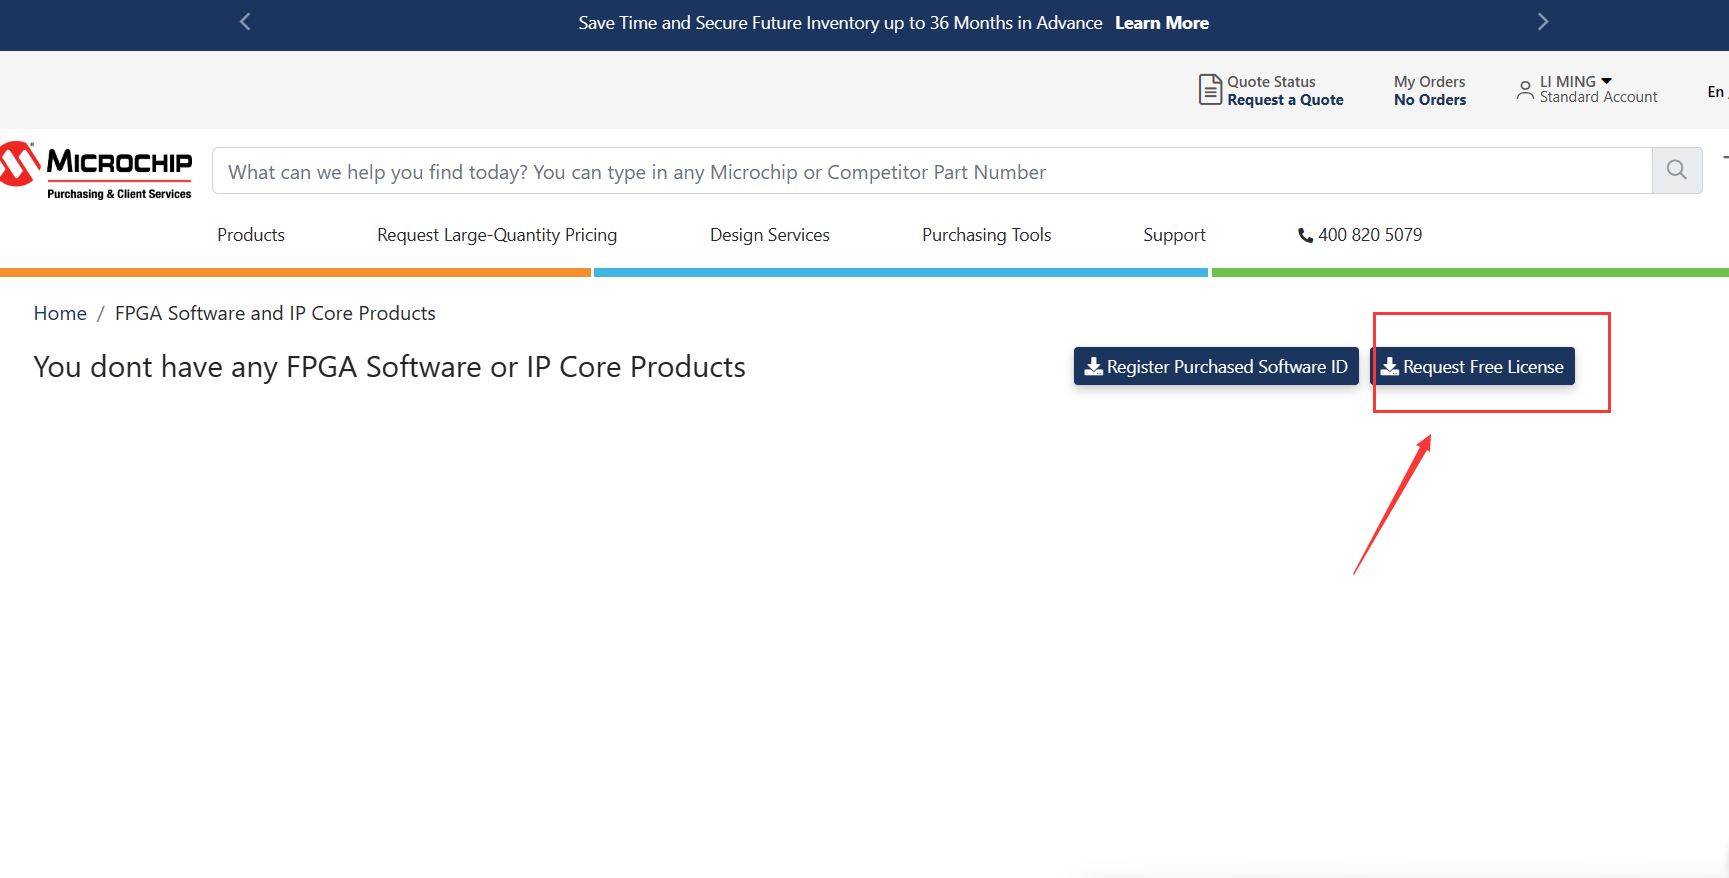 Save Time and Secure Future Inventory up to 36 Months in Advance Learn More
Quote Status
Request a Quote
My Orders
No Orders
LI MING
Standard Account
En
MICROCHIP
Purchasing & Client Services
What can we help you find today? You can type in any Microchip or Competitor Part Number
Products
Request Large-Quantity Pricing
Design Services
Purchasing Tools
Support
400 820 5079
Home / FPGA Software and IP Core Products
You dont have any FPGA Software or IP Core Products
Register Purchased Software ID
Request Free License